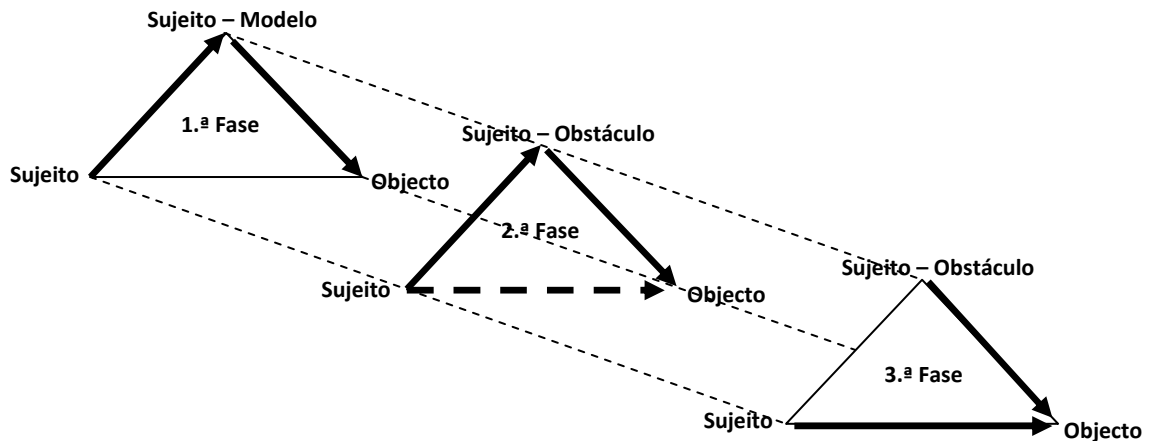 Sujeito – Modelo
1.ª Fase
Sujeito
Objecto
Sujeito – Obstáculo
2.ª Fase
Sujeito
Objecto
Sujeito – Obstáculo
3.ª Fase
Sujeito
Objecto